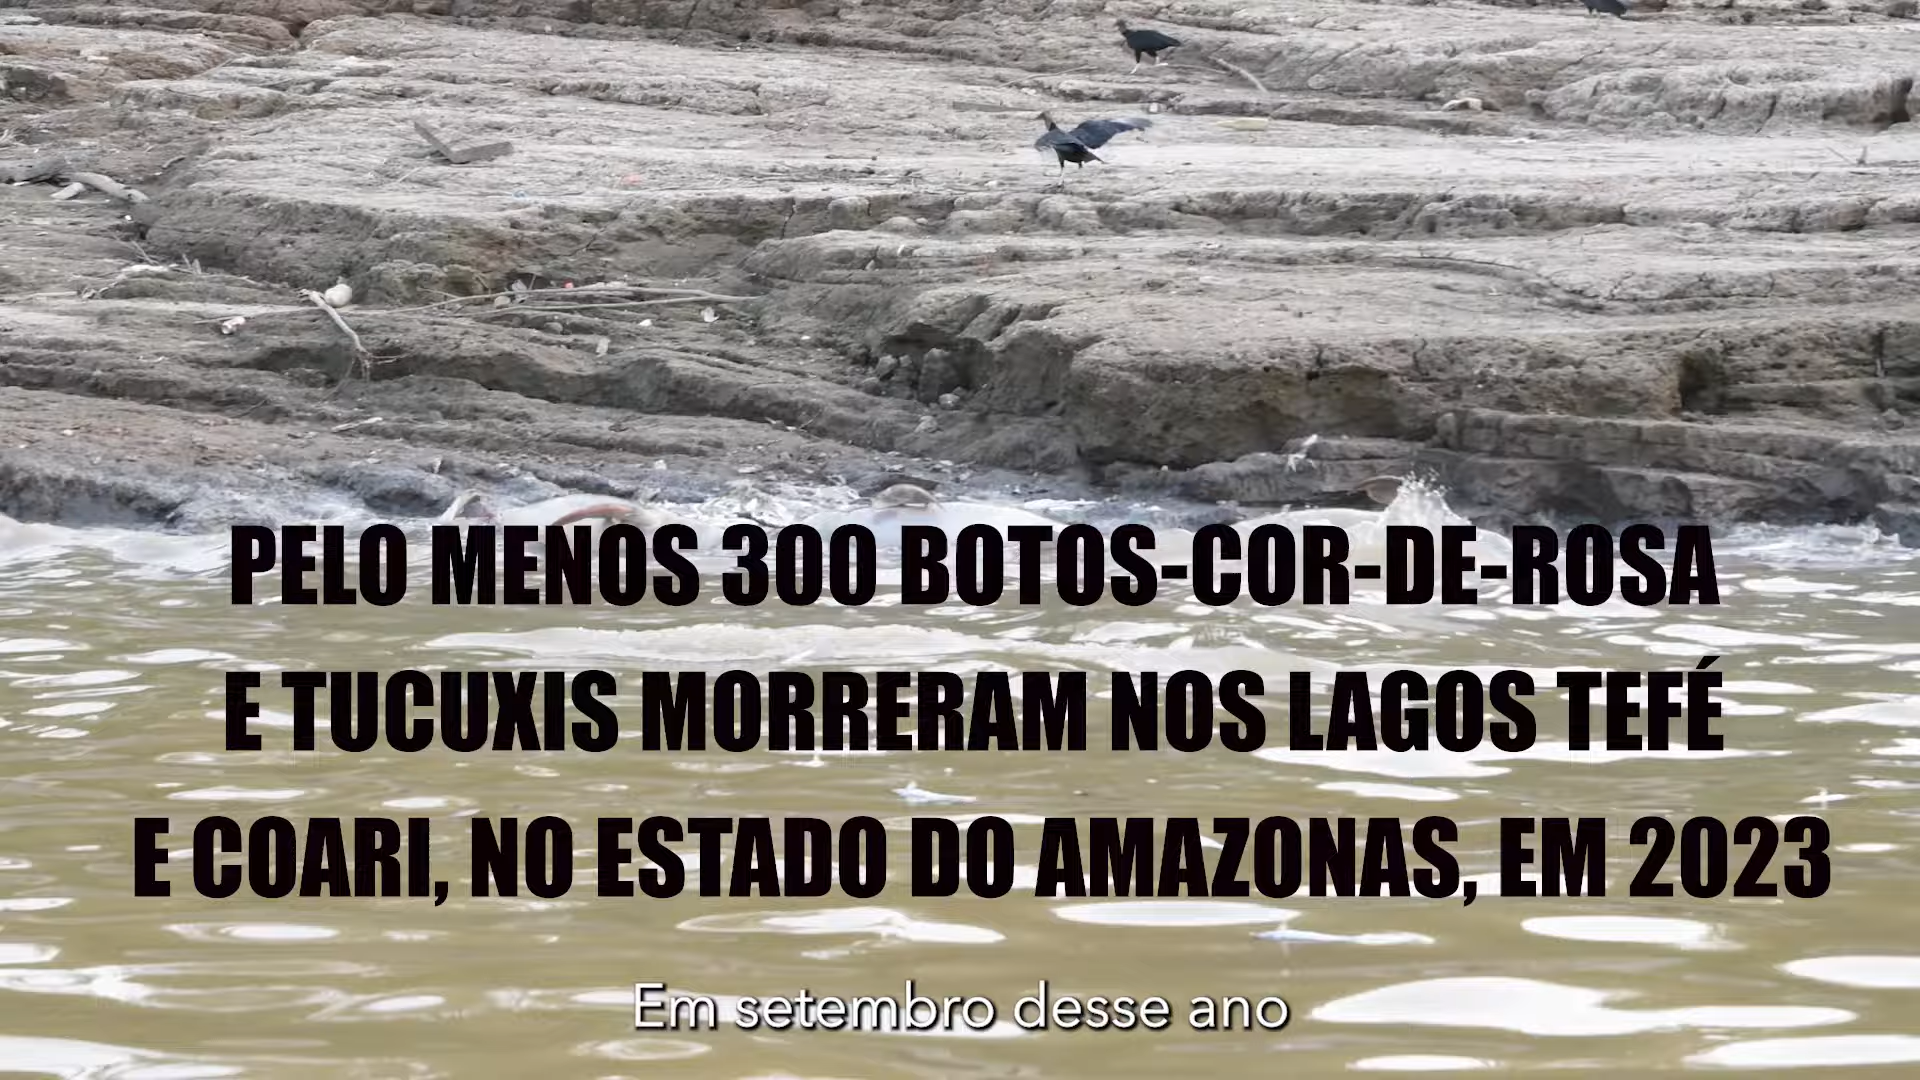 PELO MENOS 300 BOTOS-COR-DE-ROSA
E TUCUXIS MORRERAM NOS LAGOS TEFÉ
E COARI, NO ESTADO DO AMAZONAS, EM 2023
Em setembro desse ano